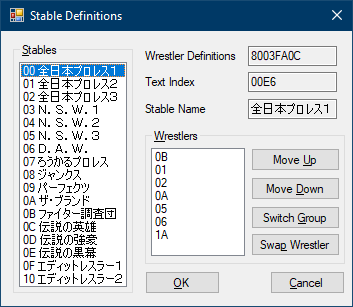 Stable Definitions
Stables
00 全日本プロレス1
01 全日本プロレス2
02 全日本プロレス3
03 N. S. W. 1
04 N. S. W. 2
05 N. S. W. 3
06 D. A. W.
07 ろうかるプロレス
08 ジャンクス
09 パーフェクツ
0A ザ・ブランド
0B ファイター調査団
0C 伝説の英雄
0D 伝説の強豪
0E 伝説の黒幕
0F エディットレスラー1
10 エディットレスラー2
Wrestler Definitions 8003FA0C
Text Index 00E6
Stable Name 全日本プロレス1
Wrestlers
0B
01
02
0A
05
06
1A
Move Up
Move Down
Switch Group
Swap Wrestler
OK
Cancel